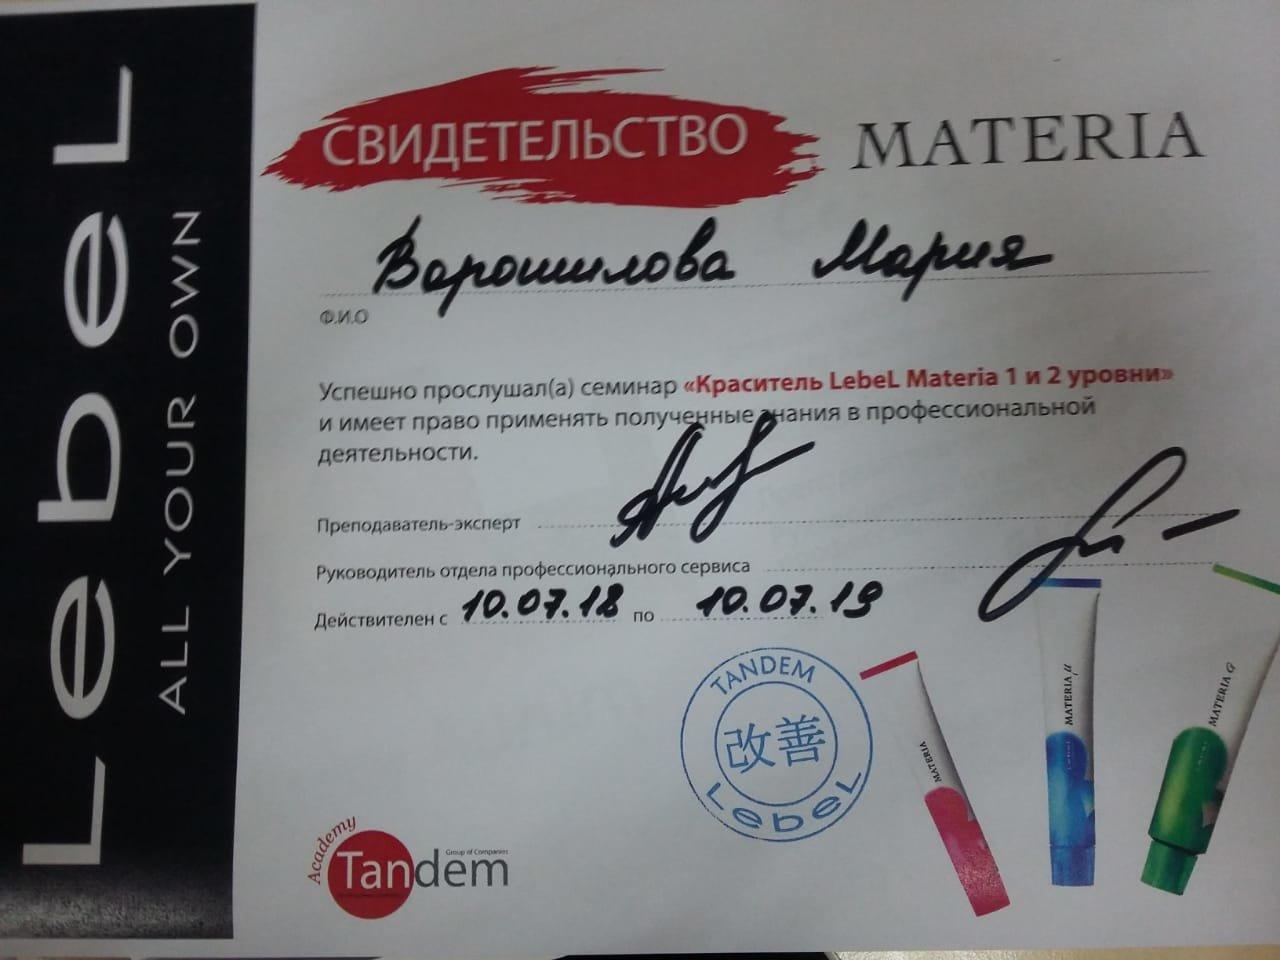 LebeL
ALL YOUR OWN
СВИДЕТЕЛЬСТВО
MATERIA
Ворошилова Мария
Ф.И.О
Успешно прослушал(а) семинар «Краситель LebeL Materia 1 и 2 уровни»
и имеет право применять полученные знания в профессиональной
деятельности.
Преподаватель-эксперт
Руководитель отдела профессионального сервиса
Действителен с 10.07.18 по 10.07.19
TANDEM
改善
LebeL
MATERIA
MATERIA μ
MATERIA G
Academy
Group of Companies
Tandem